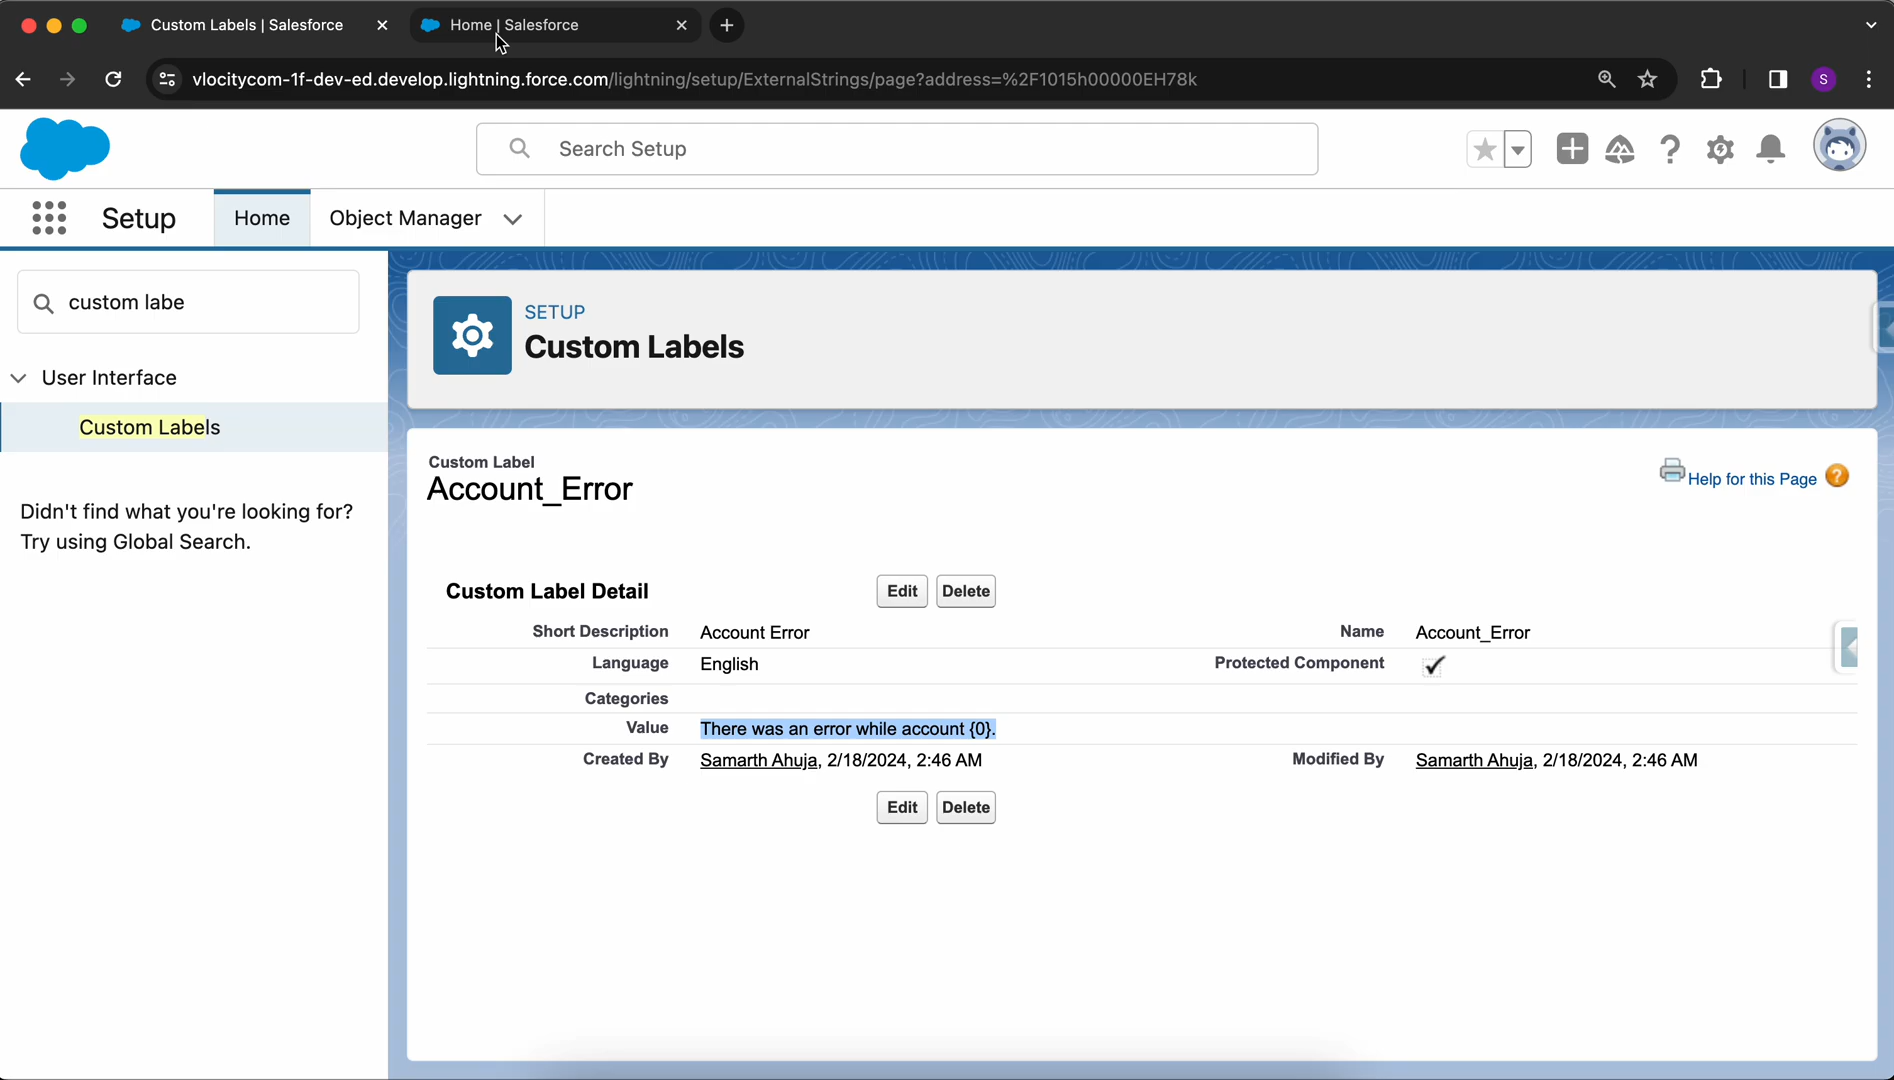 Custom Labels | Salesforce
Home | Salesforce
vlocitycom-1f-dev-ed.develop.lightning.force.com/lightning/setup/ExternalStrings/page?address=%2F1015h00000EH78k
S
Search Setup
Setup
Home
Object Manager
custom labe
User Interface
Custom Labels
Didn't find what you're looking for?
Try using Global Search.
SETUP
Custom Labels
Custom Label
Account_Error
Help for this Page ?
Custom Label Detail
Edit Delete
Short Description Account Error Name Account_Error
Language English Protected Component
Categories
Value There was an error while account {0}.
Created By Samarth Ahuja, 2/18/2024, 2:46 AM Modified By Samarth Ahuja, 2/18/2024, 2:46 AM
Edit Delete